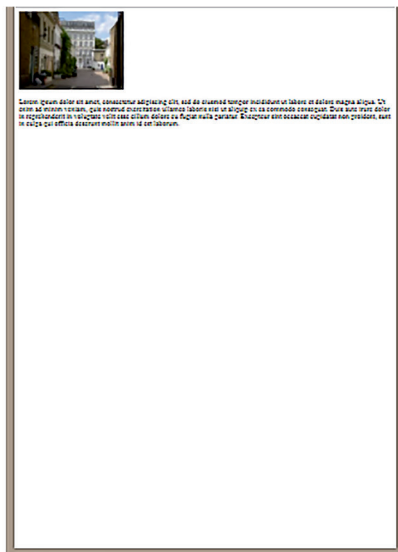 Lorem ipsum dolor sit amet, consectetur adipiscing elit, sed do eiusmod tempor incididunt ut labore et dolore magna aliqua. Ut
enim ad minim veniam, quis nostrud exercitation ullamco laboris nisi ut aliquip ex ea commodo consequat. Duis aute irure dolor
in reprehenderit in voluptate velit esse cillum dolore eu fugiat nulla pariatur. Excepteur sint occaecat cupidatat non proident, sunt
in culpa qui officia deserunt mollit anim id est laborum.